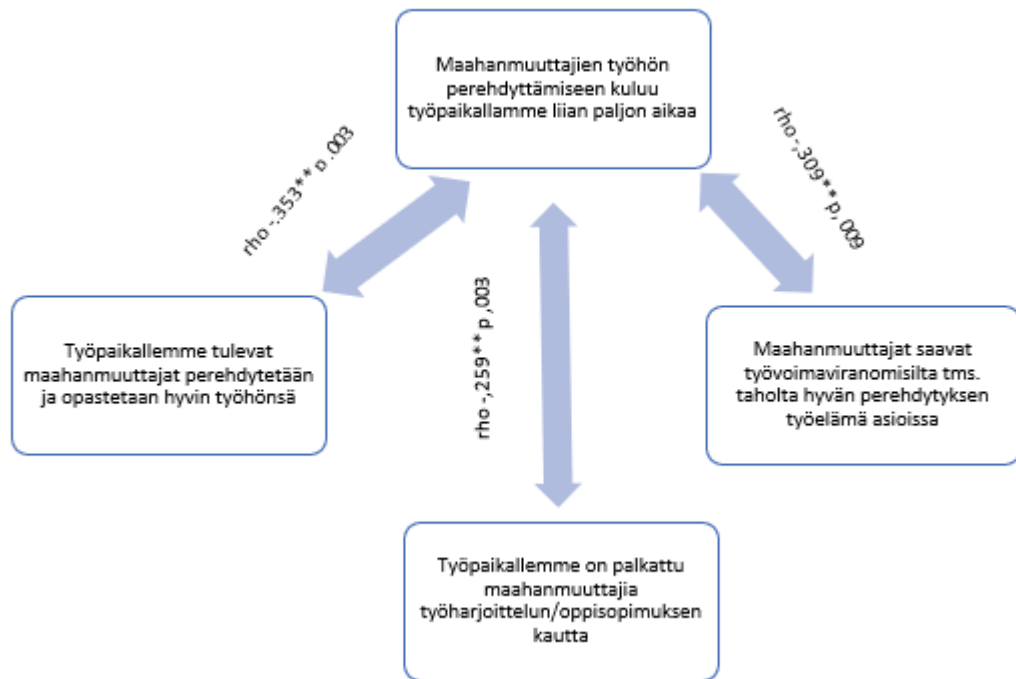 Maahanmuuttajien työhön
perehdyttämiseen kuluu
työpaikallamme liian paljon aikaa
rho -.353** p .003
rho -,259** p ,003
rho -,309** p, 009
Työpaikallemme tulevat
maahanmuuttajat perehdytetään
ja opastetaan hyvin työhönsä
Maahanmuuttajat saavat
työvoimaviranomisilta tms.
taholta hyvän perehdytyksen
työelämä asioissa
Työpaikallemme on palkattu
maahanmuuttajia
työharjoittelun/oppisopimuksen
kautta